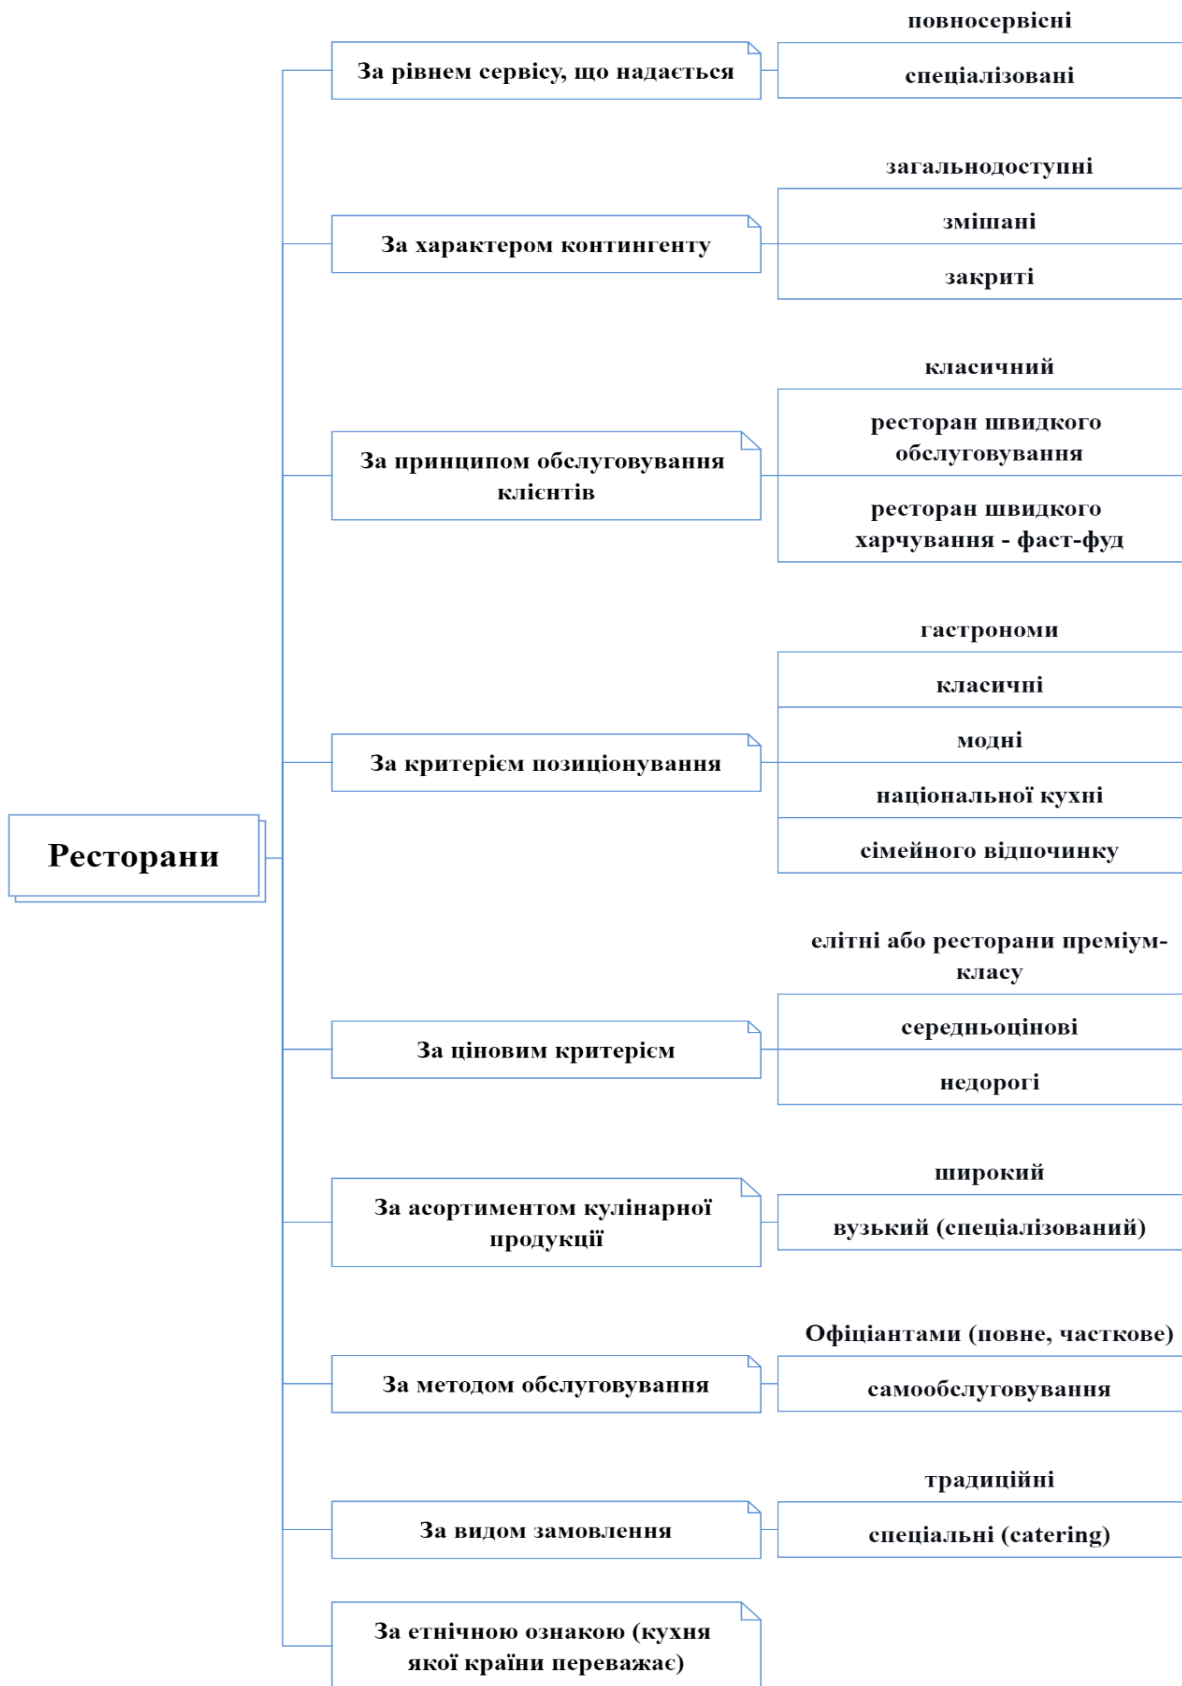 повносервісні
За рівнем сервісу, що надається
спеціалізовані
загальнодоступні
За характером контингенту
змішані
закриті
класичний
За принципом обслуговування
клієнтів
ресторан швидкого
обслуговування
ресторан швидкого
харчування - фаст-фуд
гастрономи
класичні
За критерієм позиціонування
модні
національної кухні
сімейного відпочинку
Ресторани
елітні або ресторани преміум-
класу
За ціновим критерієм
середньоцінові
недорогі
За асортиментом кулінарної
продукції
широкий
вузький (спеціалізований)
За методом обслуговування
Офіціантами (повне, часткове)
самообслуговування
За видом замовлення
традиційні
спеціальні (catering)
За етнічною ознакою (кухня
якої країни переважає)